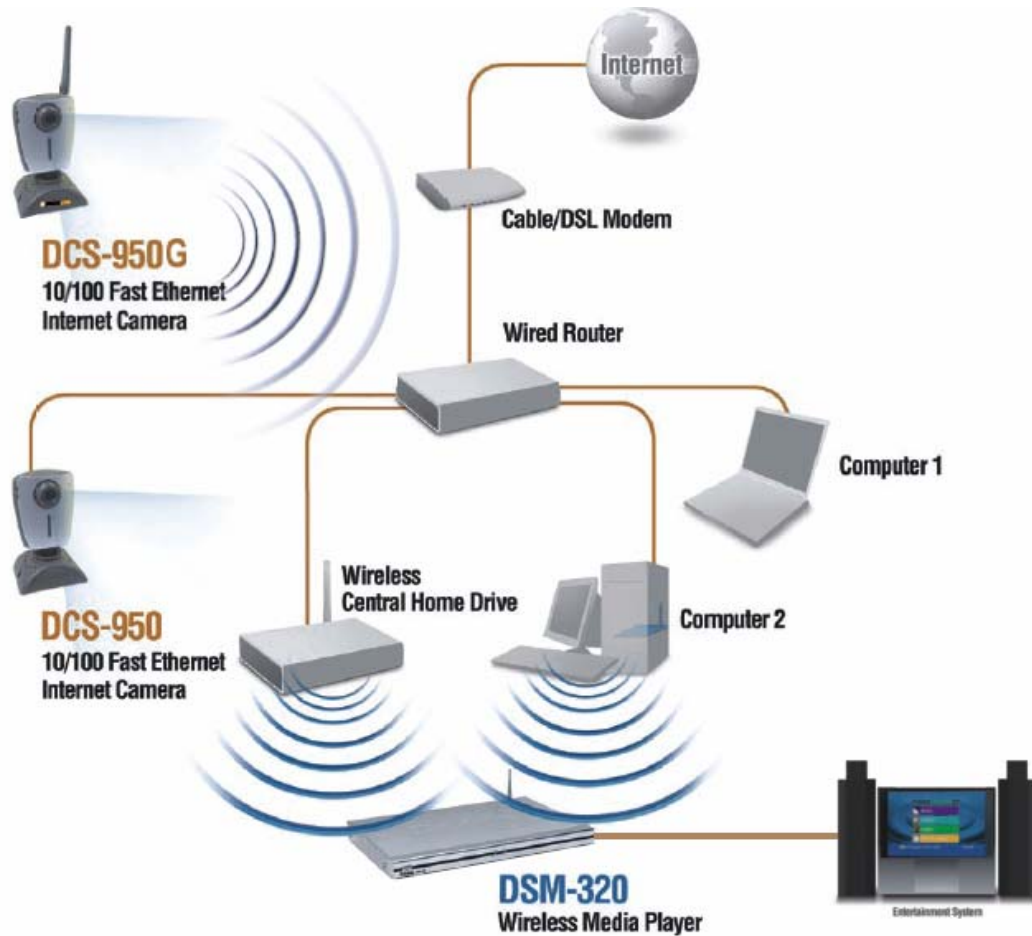 Internet
Cable/DSL Modem
DCS-950G
10/100 Fast Ethernet
Internet Camera
Wired Router
Computer 1
Wireless
Central Home Drive
Computer 2
DCS-950
10/100 Fast Ethernet
Internet Camera
DSM-320
Wireless Media Player
Entertainment System